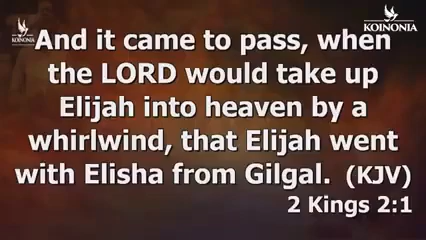 KOINONIA
KOINONIA
And it came to pass, when
the LORD would take up
Elijah into heaven by a
whirlwind, that Elijah went
with Elisha from Gilgal. (KJV)
2 Kings 2:1